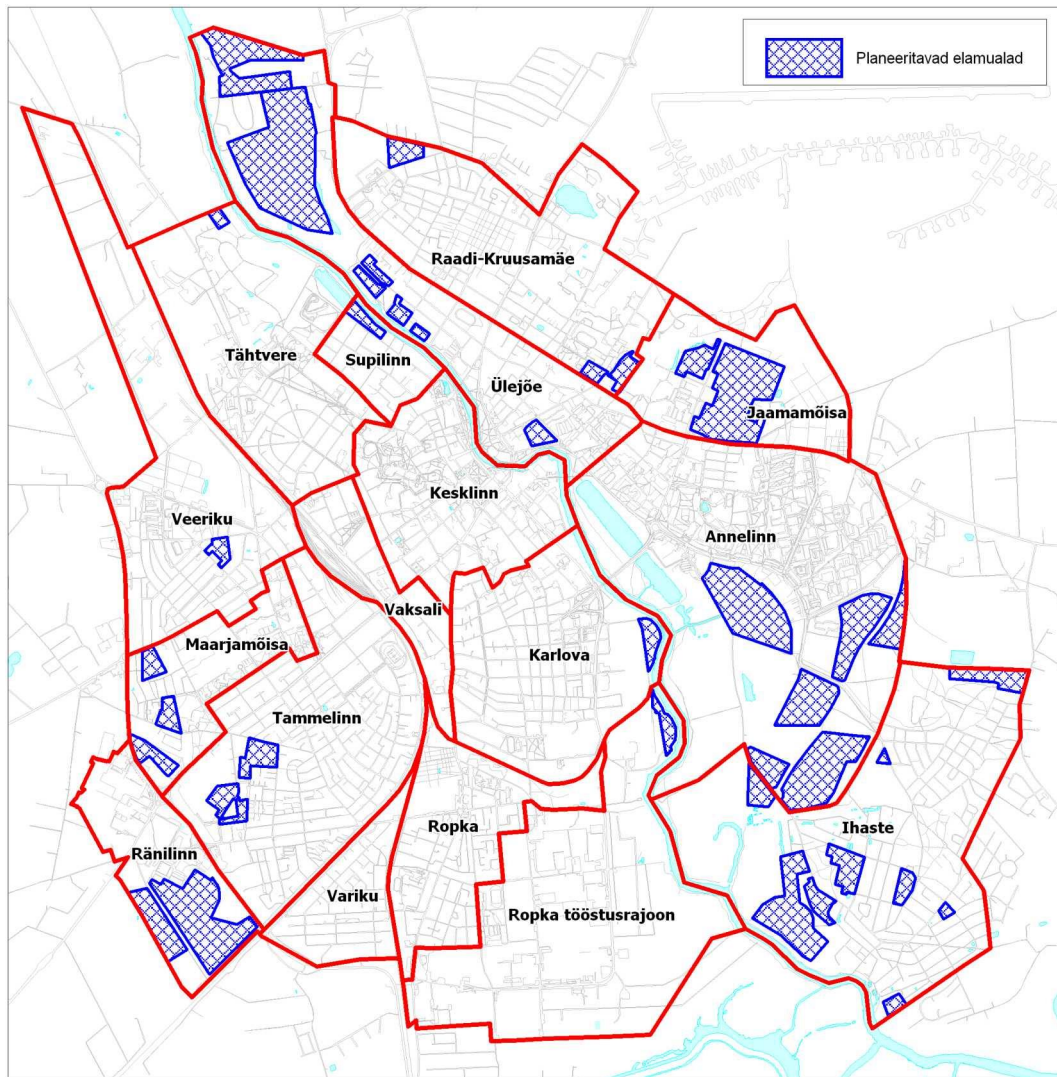 Planeeritavad elamualad
Raadi-Kruusamäe
Tähtvere
Supilinn
Ülejõe
Jaamamõisa
Kesklinn
Veeriku
Annelinn
Vaksali
Maarjamõisa
Karlova
Tammelinn
Ropka
Ihaste
Ränilinn
Variku
Ropka tööstusrajoon